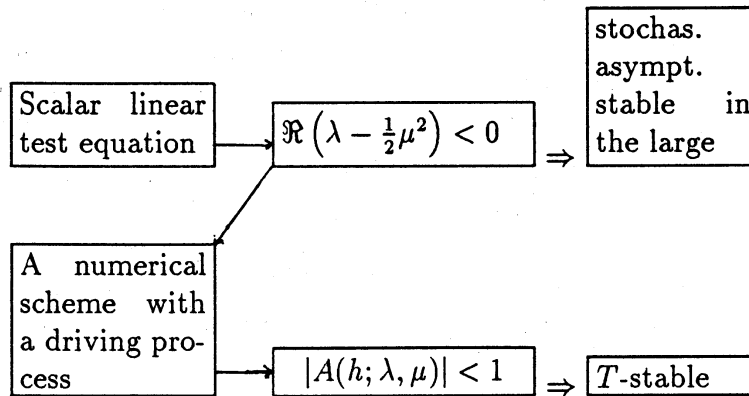 stochas.
asympt.
stable in
the large
Scalar linear
test equation
ℜ(λ − ½μ²) < 0
⇒
A numerical
scheme with
a driving pro-
cess
|A(h; λ, μ)| < 1
⇒
T-stable